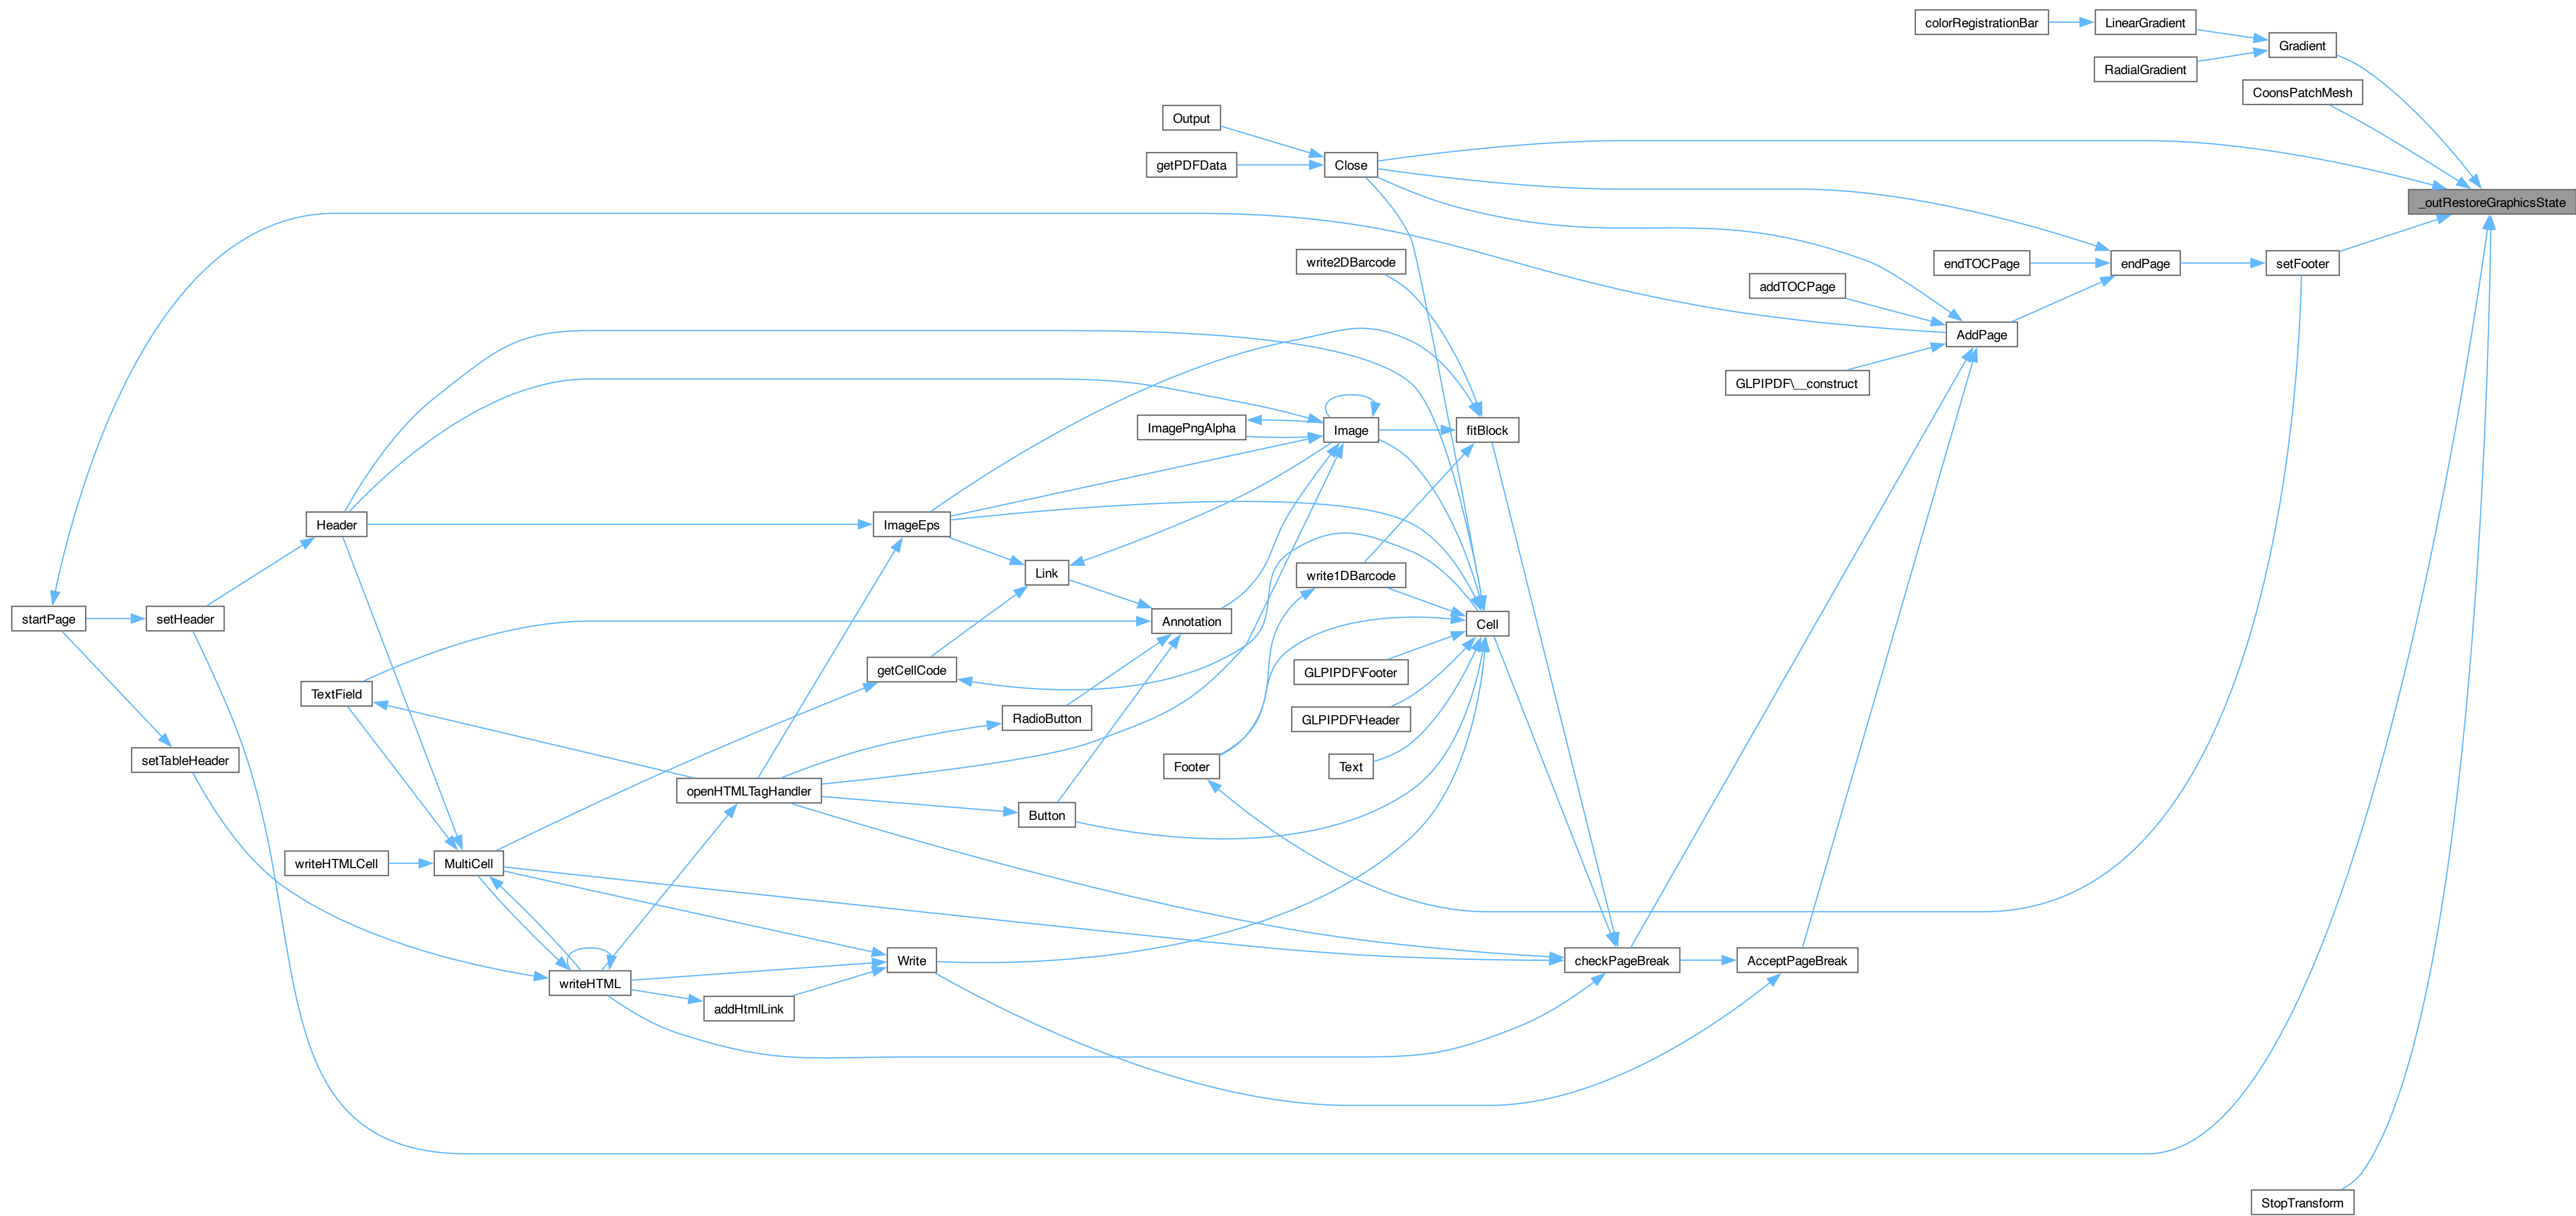 colorRegistrationBar
LinearGradient
Gradient
RadialGradient
CoonsPatchMesh
Output
getPDFData
Close
_outRestoreGraphicsState
write2DBarcode
endTOCPage
endPage
setFooter
addTOCPage
AddPage
GLPIPDF\__construct
ImagePngAlpha
Image
fitBlock
Header
ImageEps
Link
write1DBarcode
startPage
setHeader
Annotation
Cell
getCellCode
GLPIPDF\Footer
TextField
RadioButton
GLPIPDF\Header
setTableHeader
Footer
Text
openHTMLTagHandler
Button
writeHTMLCell
MultiCell
Write
checkPageBreak
AcceptPageBreak
writeHTML
addHtmlLink
StopTransform